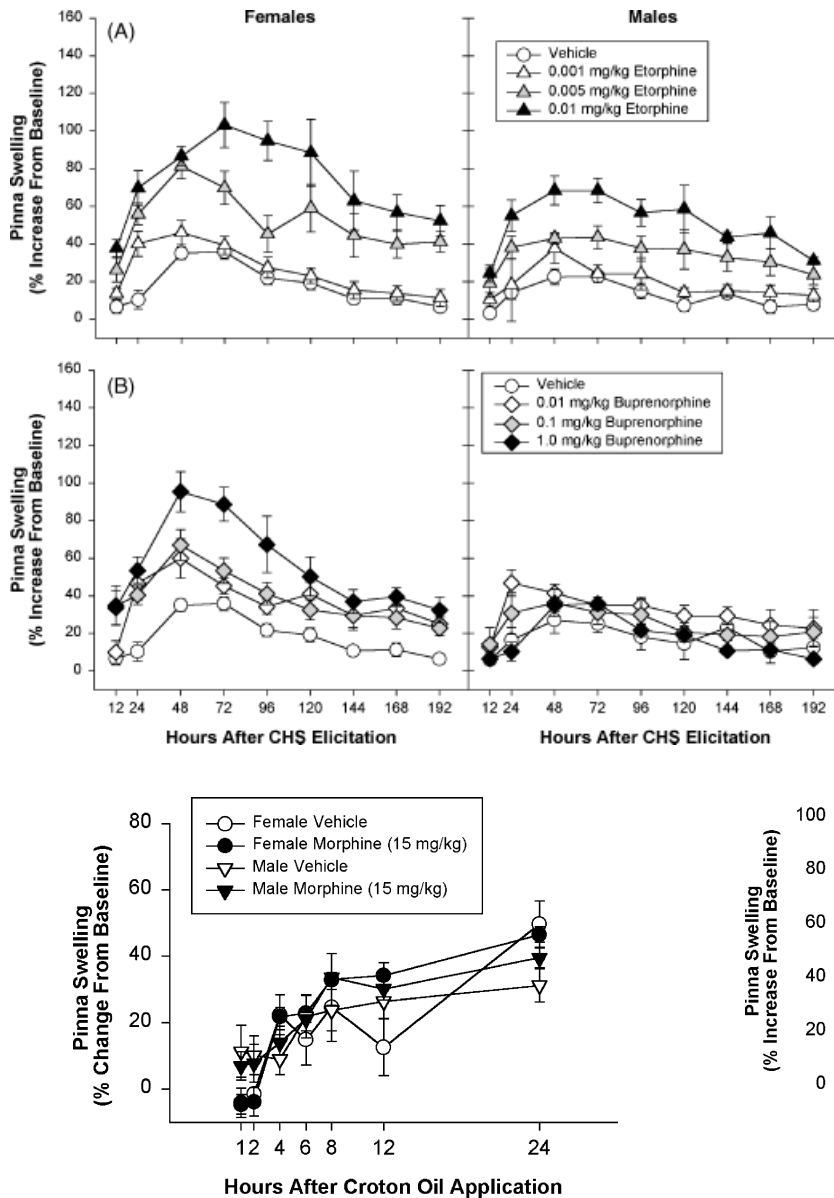 Females
Males
(A)
160
140
120
100
80
60
40
20
0
Pinna Swelling
(% Increase From Baseline)
Vehicle
0.001 mg/kg Etorphine
0.005 mg/kg Etorphine
0.01 mg/kg Etorphine
(B)
160
140
120
100
80
60
40
20
0
Pinna Swelling
(% Increase From Baseline)
Vehicle
0.01 mg/kg Buprenorphine
0.1 mg/kg Buprenorphine
1.0 mg/kg Buprenorphine
12 24 48 72 96 120 144 168 192
12 24 48 72 96 120 144 168 192
Hours After CHS Elicitation
Hours After CHS Elicitation
80
60
40
20
0
Pinna Swelling
(% Change From Baseline)
Female Vehicle
Female Morphine (15 mg/kg)
Male Vehicle
Male Morphine (15 mg/kg)
1 2 4 6 8 12 24
Hours After Croton Oil Application
100
80
60
40
20
0
Pinna Swelling
(% Increase From Baseline)